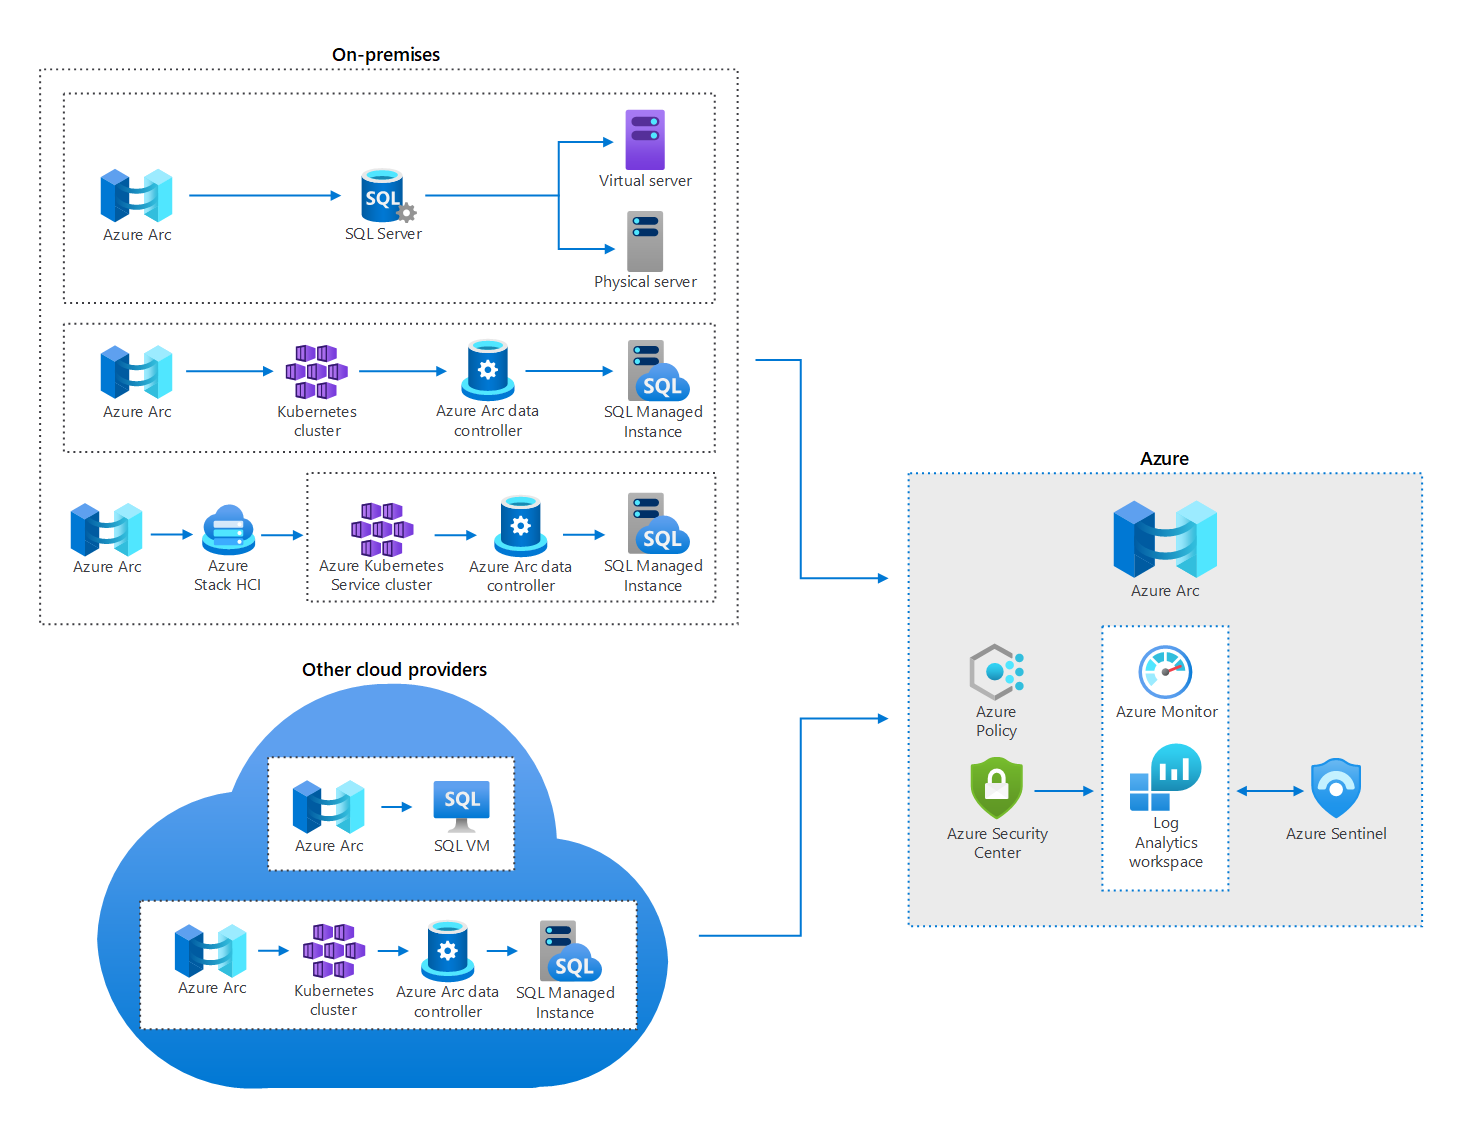 On-premises
Azure Arc
SQL
SQL Server
Virtual server
Physical server
Azure Arc
Kubernetes
cluster
Azure Arc data
controller
SQL
SQL Managed
Instance
Azure Arc
Azure
Stack HCI
Azure Kubernetes
Service cluster
Azure Arc data
controller
SQL
SQL Managed
Instance
Other cloud providers
Azure Arc
SQL
SQL VM
Azure Arc
Kubernetes
cluster
Azure Arc data
controller
SQL
SQL Managed
Instance
Azure
Azure Arc
Azure
Policy
Azure Monitor
Azure Security
Center
Log
Analytics
workspace
Azure Sentinel